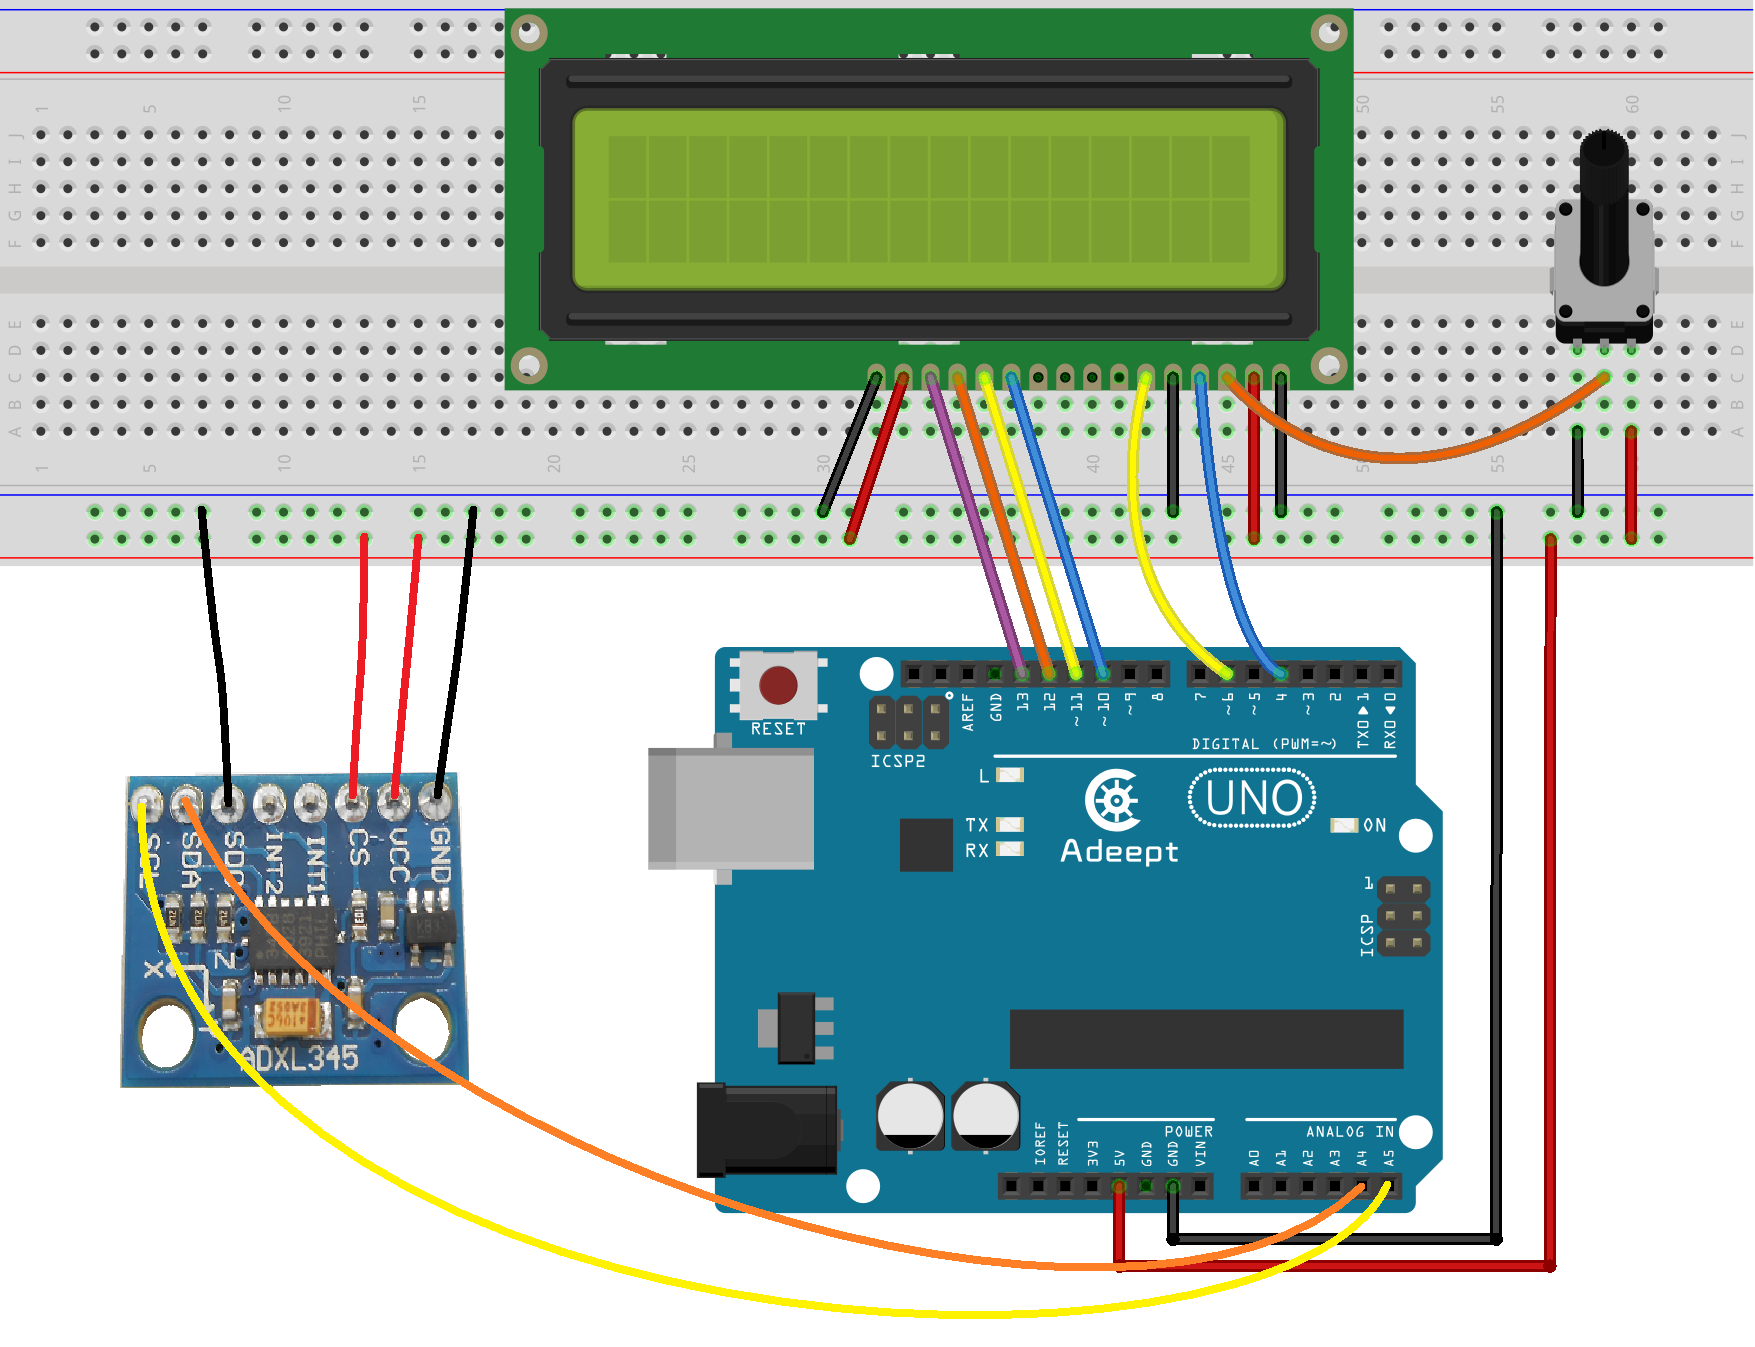 1 5 10 15 50 55 60
J J
I I
H H
G G
F F
E E
D D
C C
B B
A A
1 5 10 15 20 25 30 40 45 5 55
RESET
ICSP2
AREF GND 13 12 ~11 ~10 ~9 8 7 ~6 ~5 4 ~3 2 TX0▶1 RX0◀0
DIGITAL (PWM=~)
L
TX
RX
UNO
Adeept
ON
1
ICSP
SCL SDA SDO INT2 INT1 CS VCC GND
X
Z
Y
ADXL345
POWER
ANALOG IN
IOREF RESET 3V3 5V GND GND VIN A0 A1 A2 A3 A4 A5